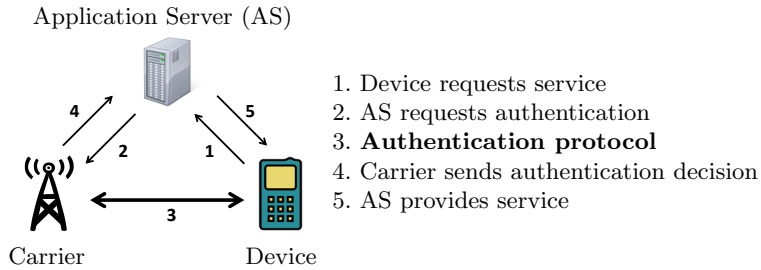 Application Server (AS)
4
5
2
1
3
Carrier
Device
1. Device requests service
2. AS requests authentication
3. Authentication protocol
4. Carrier sends authentication decision
5. AS provides service